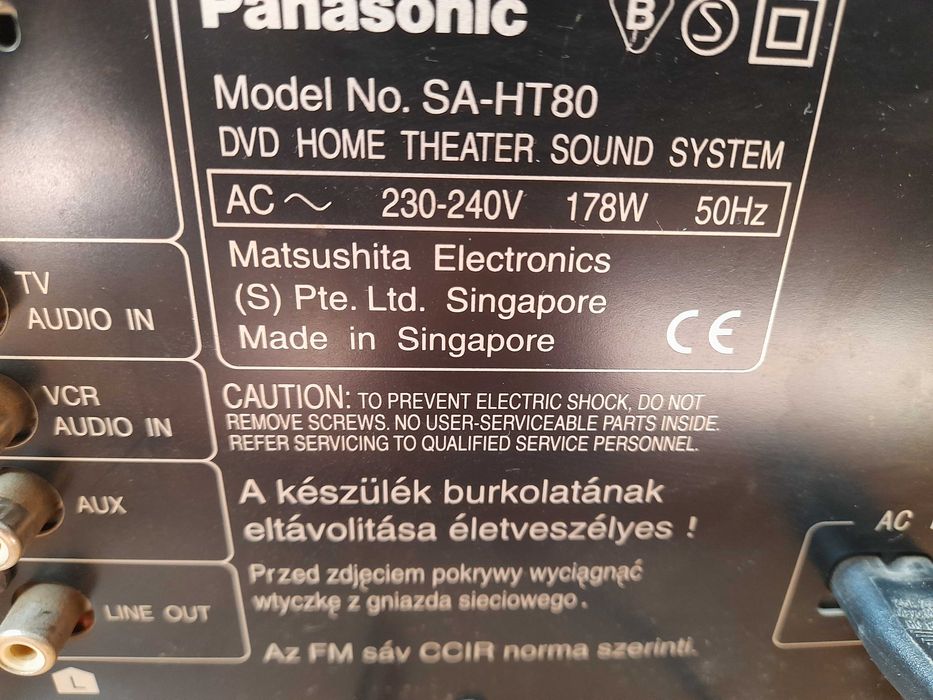 Panasonic
B S
Model No. SA-HT80
DVD HOME THEATER SOUND SYSTEM
AC ~ 230-240V 178W 50Hz
Matsushita Electronics
(S) Pte. Ltd. Singapore
Made in Singapore
CE
TV
AUDIO IN
VCR
AUDIO IN
AUX
LINE OUT
L
CAUTION: TO PREVENT ELECTRIC SHOCK, DO NOT
REMOVE SCREWS. NO USER-SERVICEABLE PARTS INSIDE.
REFER SERVICING TO QUALIFIED SERVICE PERSONNEL.
A készülék burkolatának
eltávolitása életveszélyes !
Przed zdjęciem pokrywy wyciągnąć
wtyczkę z gniazda sieciowego.
Az FM sáv CCIR norma szerinti.
AC